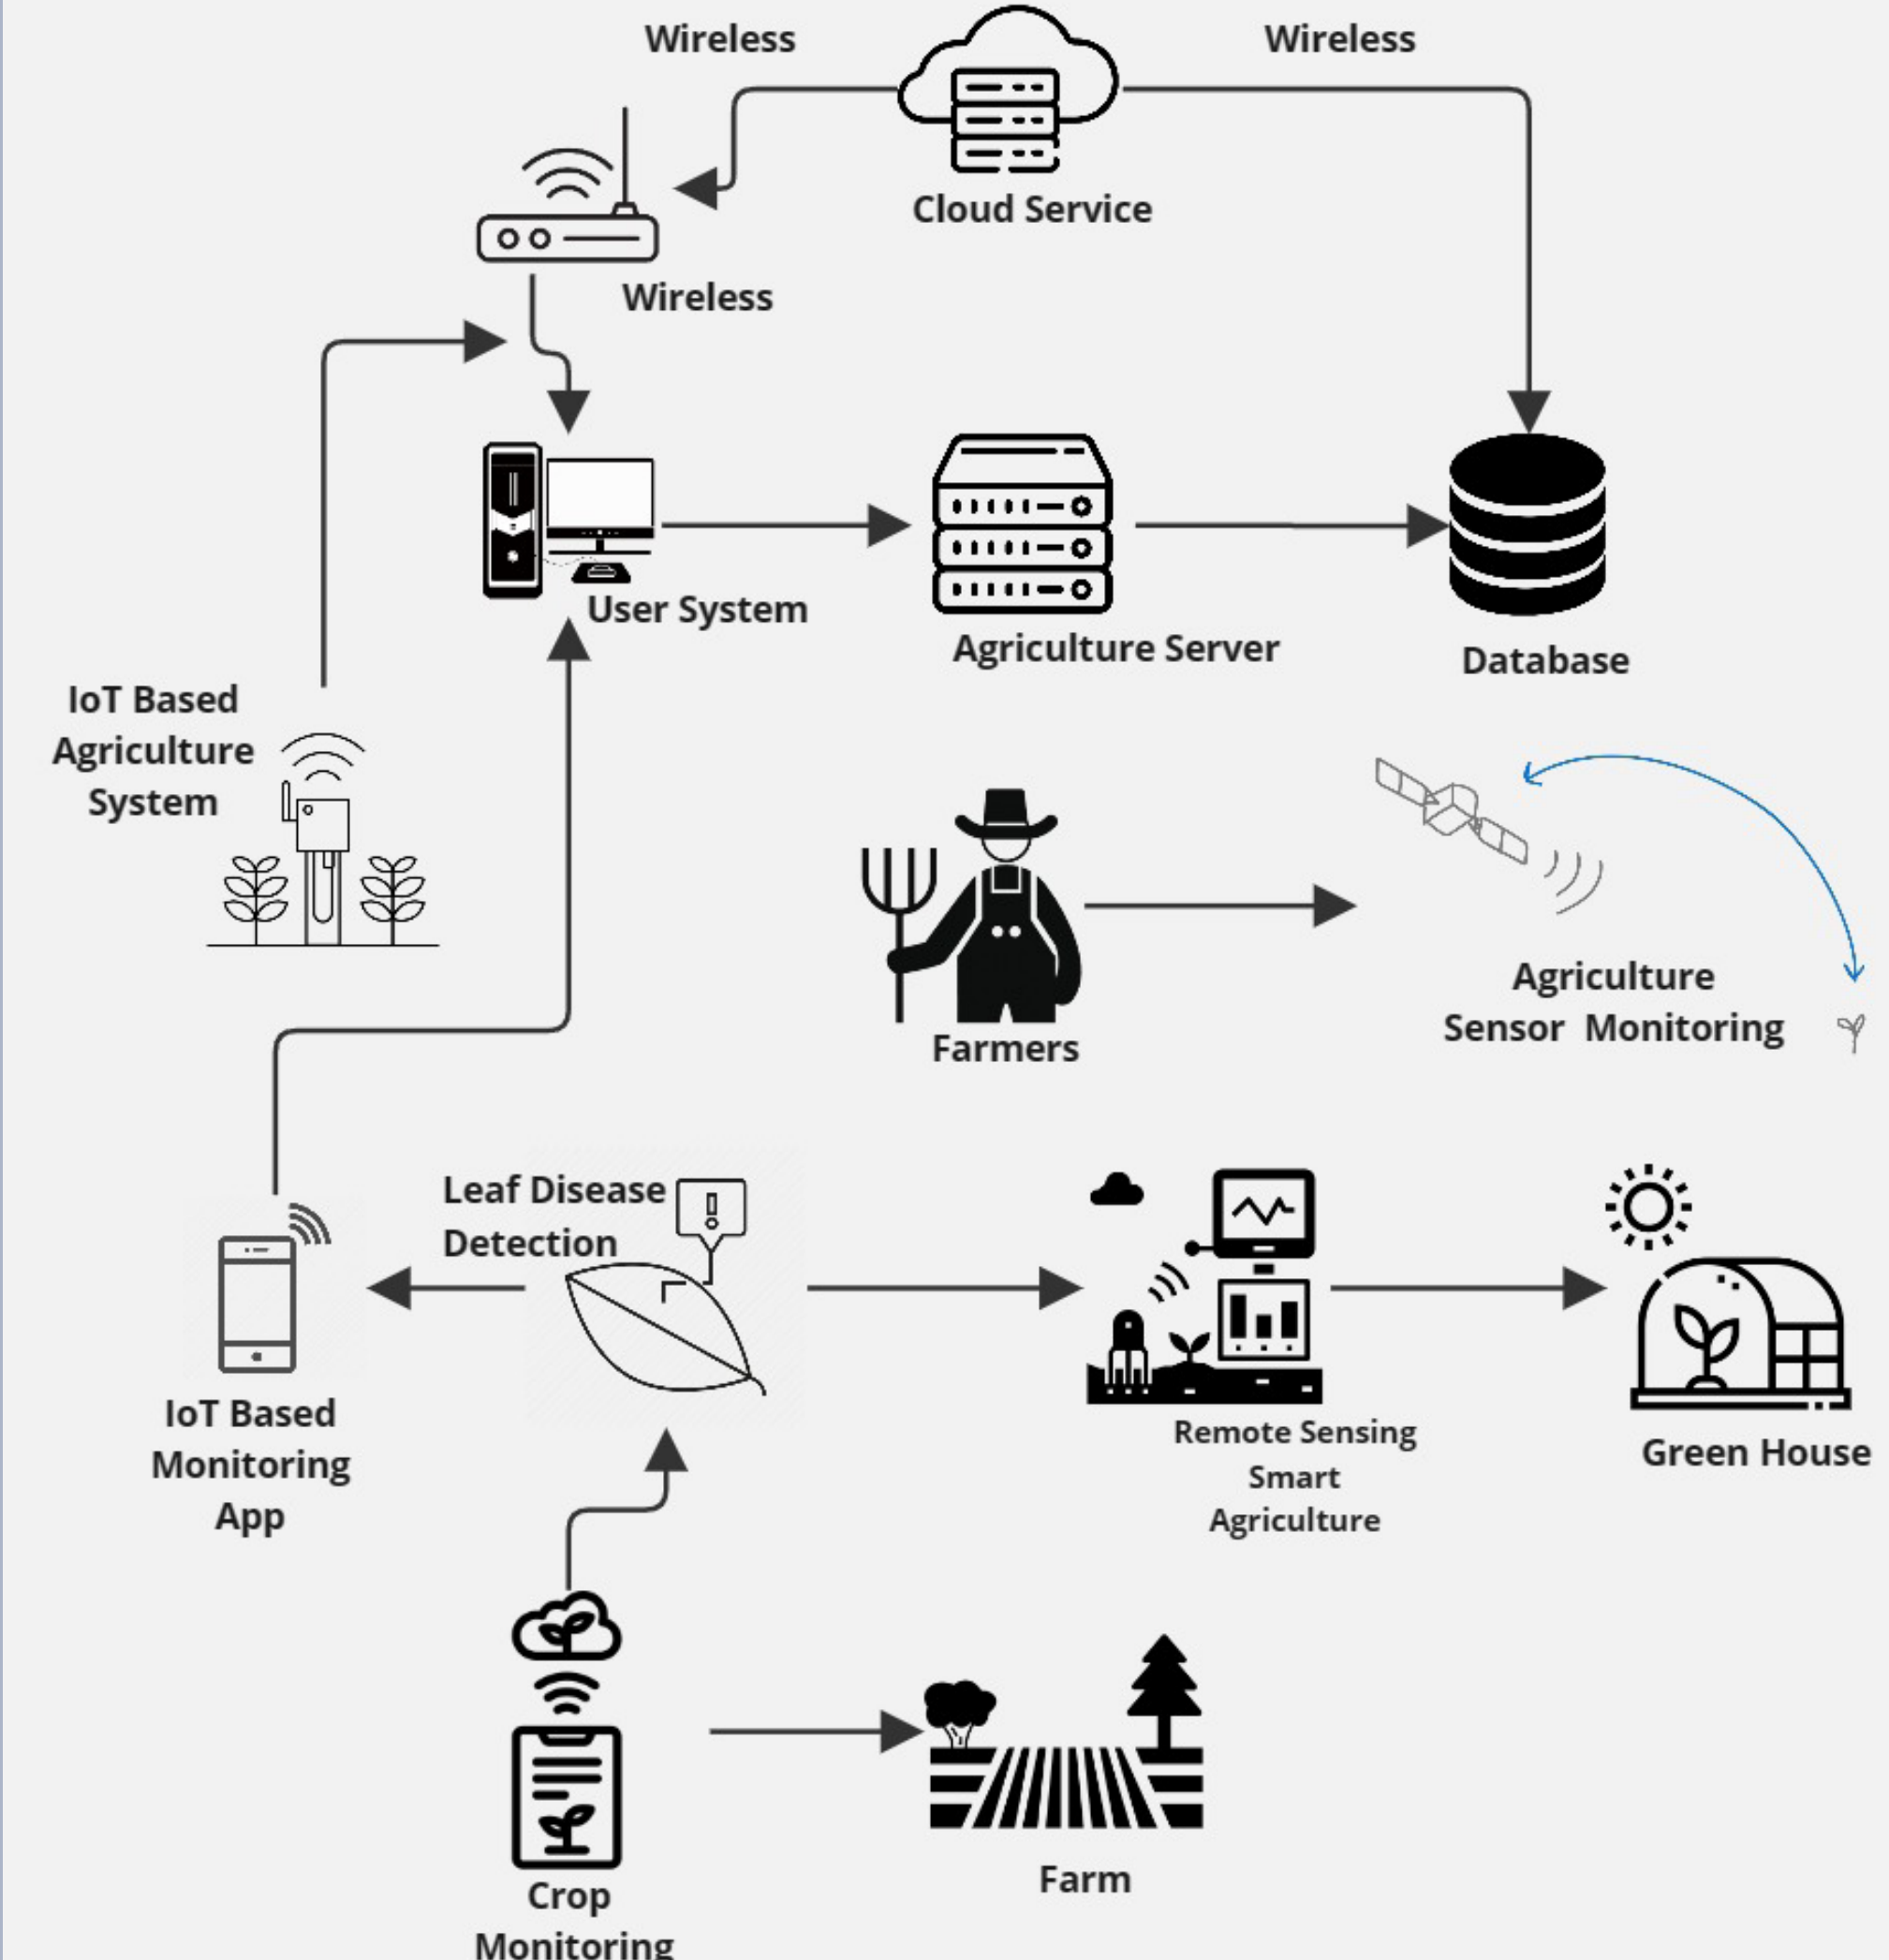 Wireless
Wireless
Cloud Service
Wireless
User System
Agriculture Server
Database
IoT Based
Agriculture
System
Farmers
Agriculture
Sensor Monitoring
Leaf Disease
Detection
IoT Based
Monitoring
App
Remote Sensing
Smart
Agriculture
Green House
Crop
Monitoring
Farm